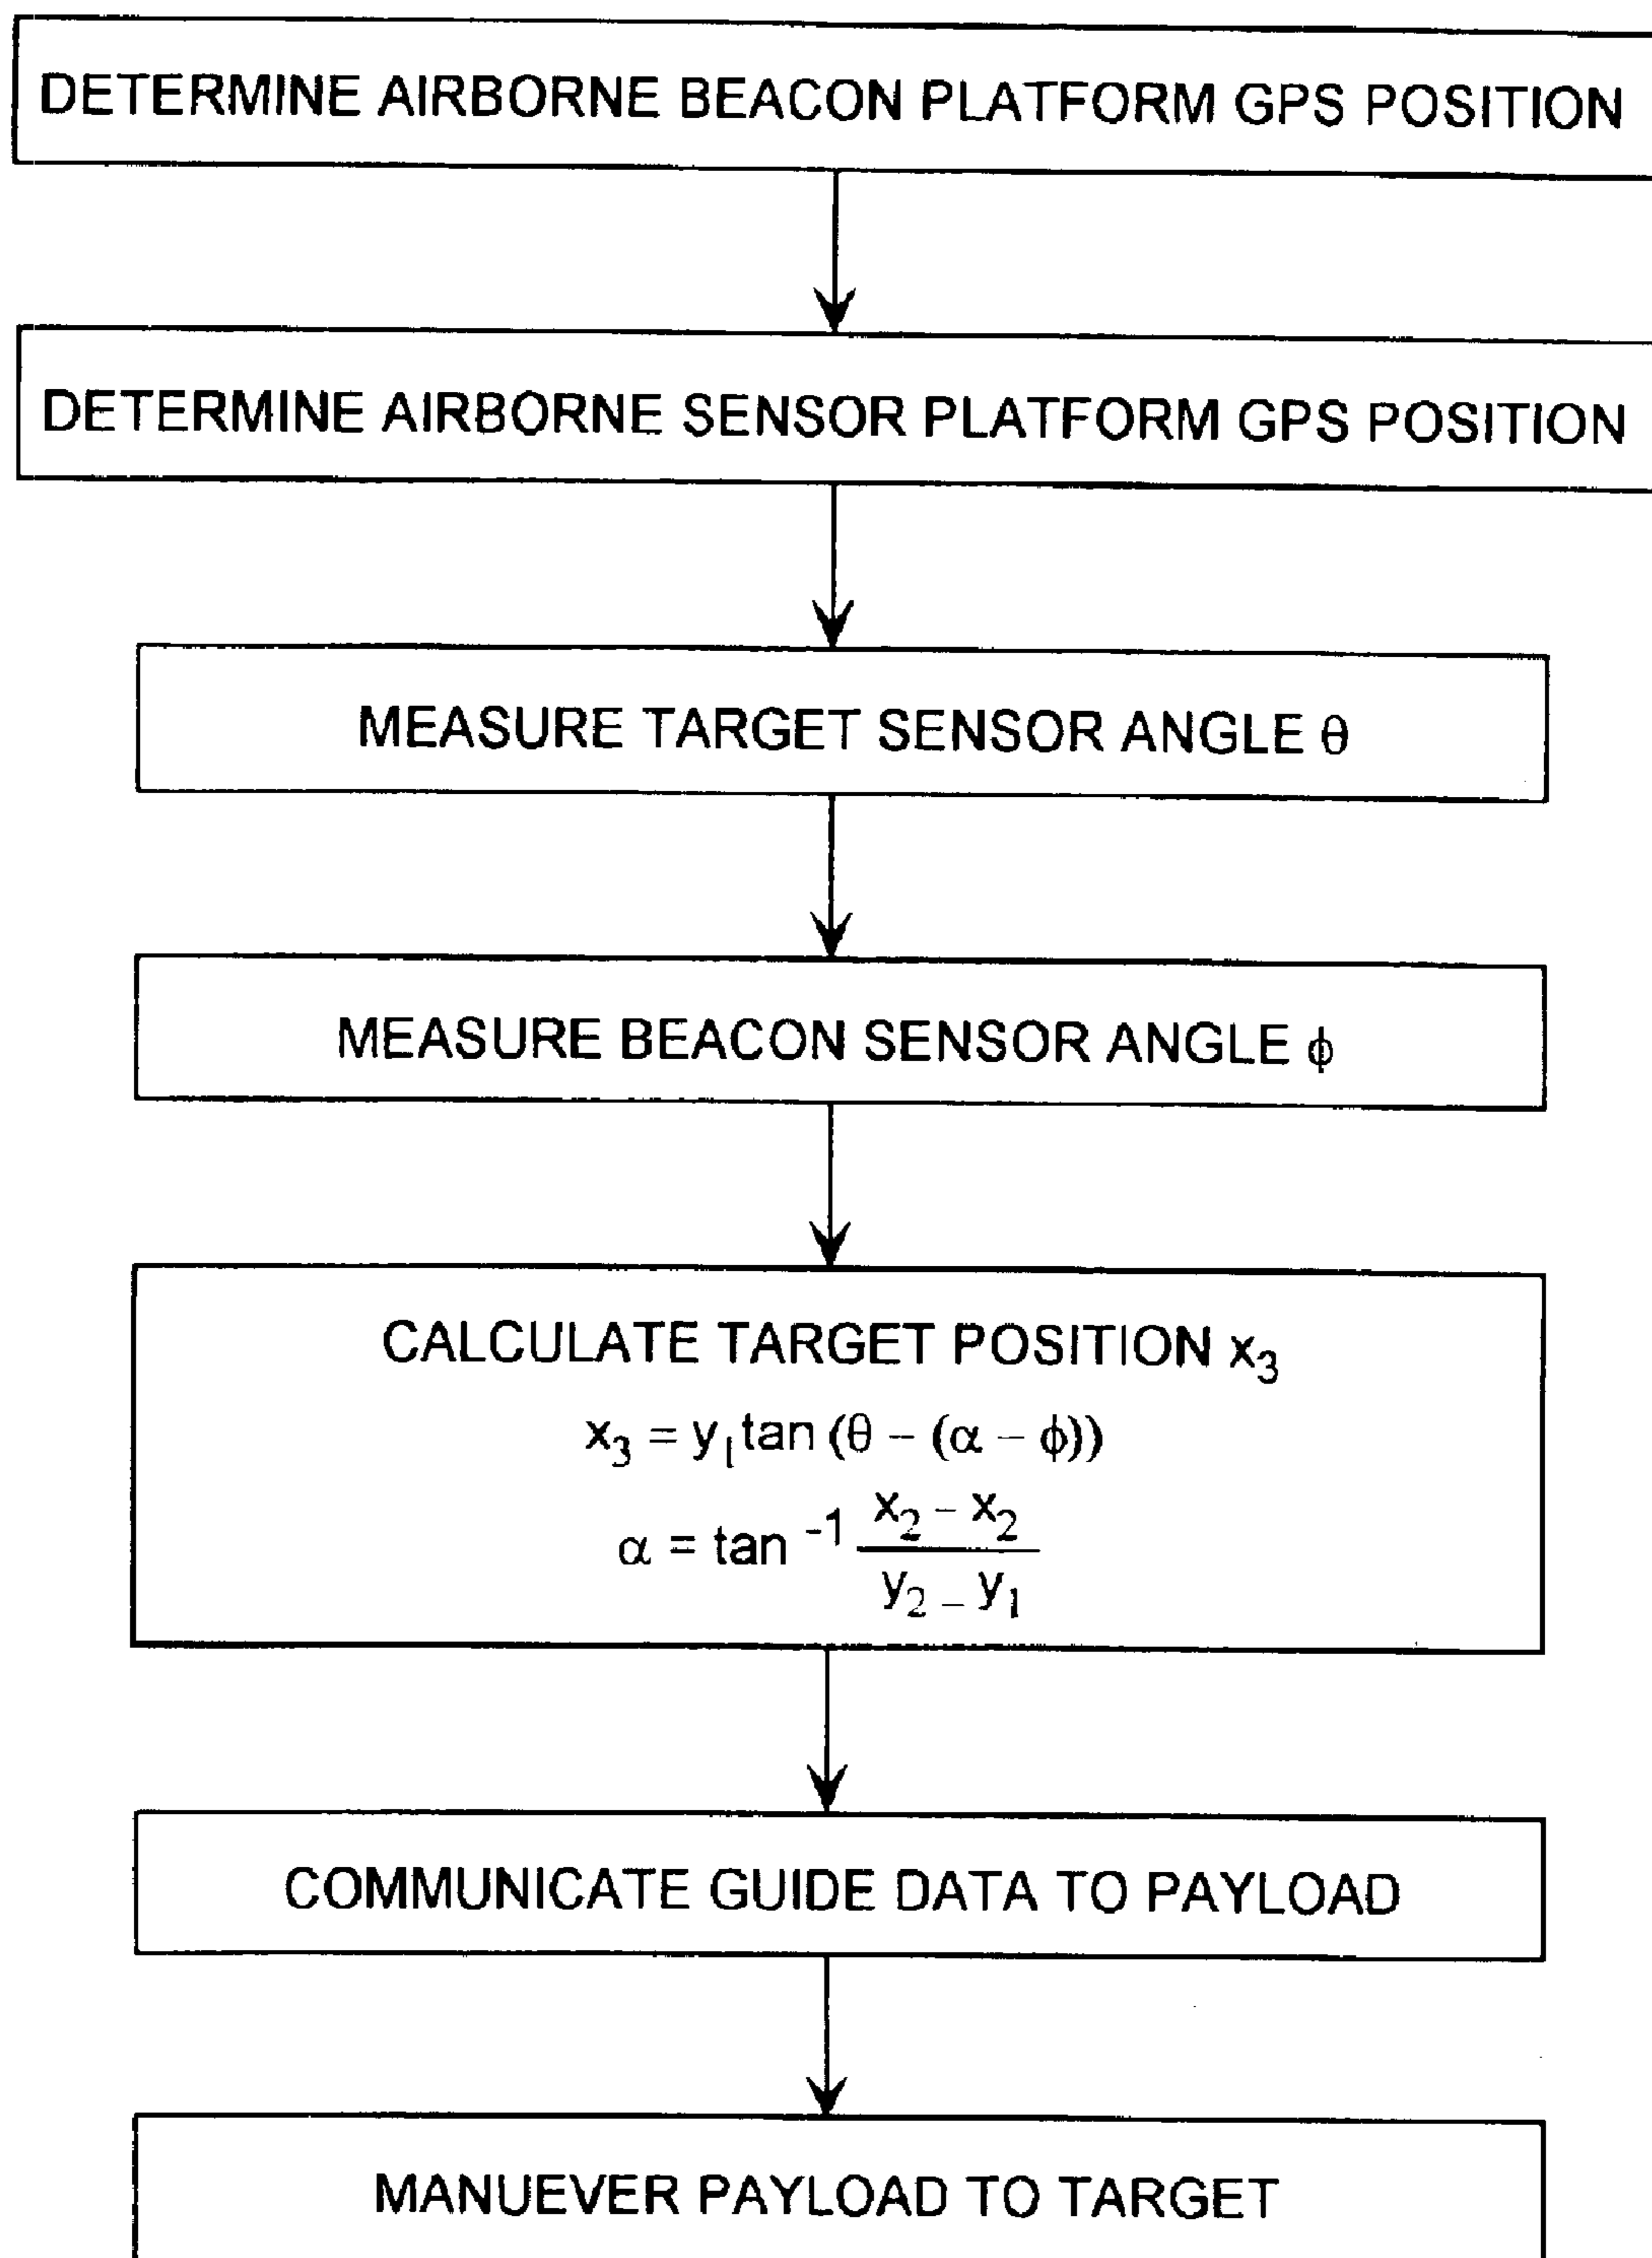 DETERMINE AIRBORNE BEACON PLATFORM GPS POSITION
DETERMINE AIRBORNE SENSOR PLATFORM GPS POSITION
MEASURE TARGET SENSOR ANGLE θ
MEASURE BEACON SENSOR ANGLE ϕ
CALCULATE TARGET POSITION x₃
x₃ = y₁ tan (θ – (α – ϕ))
α = tan ⁻¹ x₂ – x₂
y₂ – y₁
COMMUNICATE GUIDE DATA TO PAYLOAD
MANUEVER PAYLOAD TO TARGET